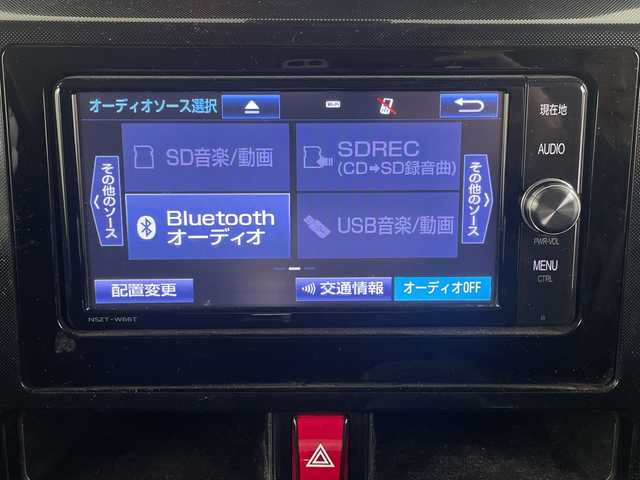 オーディオソース選択
Wi-Fi
現在地
SD音楽/動画
SDREC
(CD➡SD録音曲)
AUDIO
その他のソース
その他のソース
Bluetooth
オーディオ
USB音楽/動画
PWR・VOL
MENU
CTRL
配置変更
交通情報
オーディオOFF
NSZT-W66T